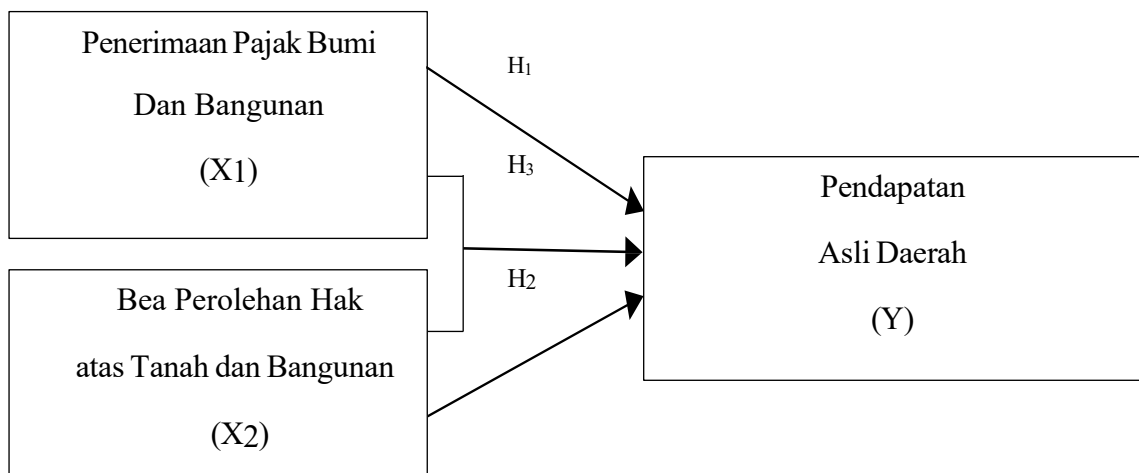 Penerimaan Pajak Bumi
Dan Bangunan
(X1)
H1
H3
H2
Bea Perolehan Hak
atas Tanah dan Bangunan
(X2)
Pendapatan
Asli Daerah
(Y)